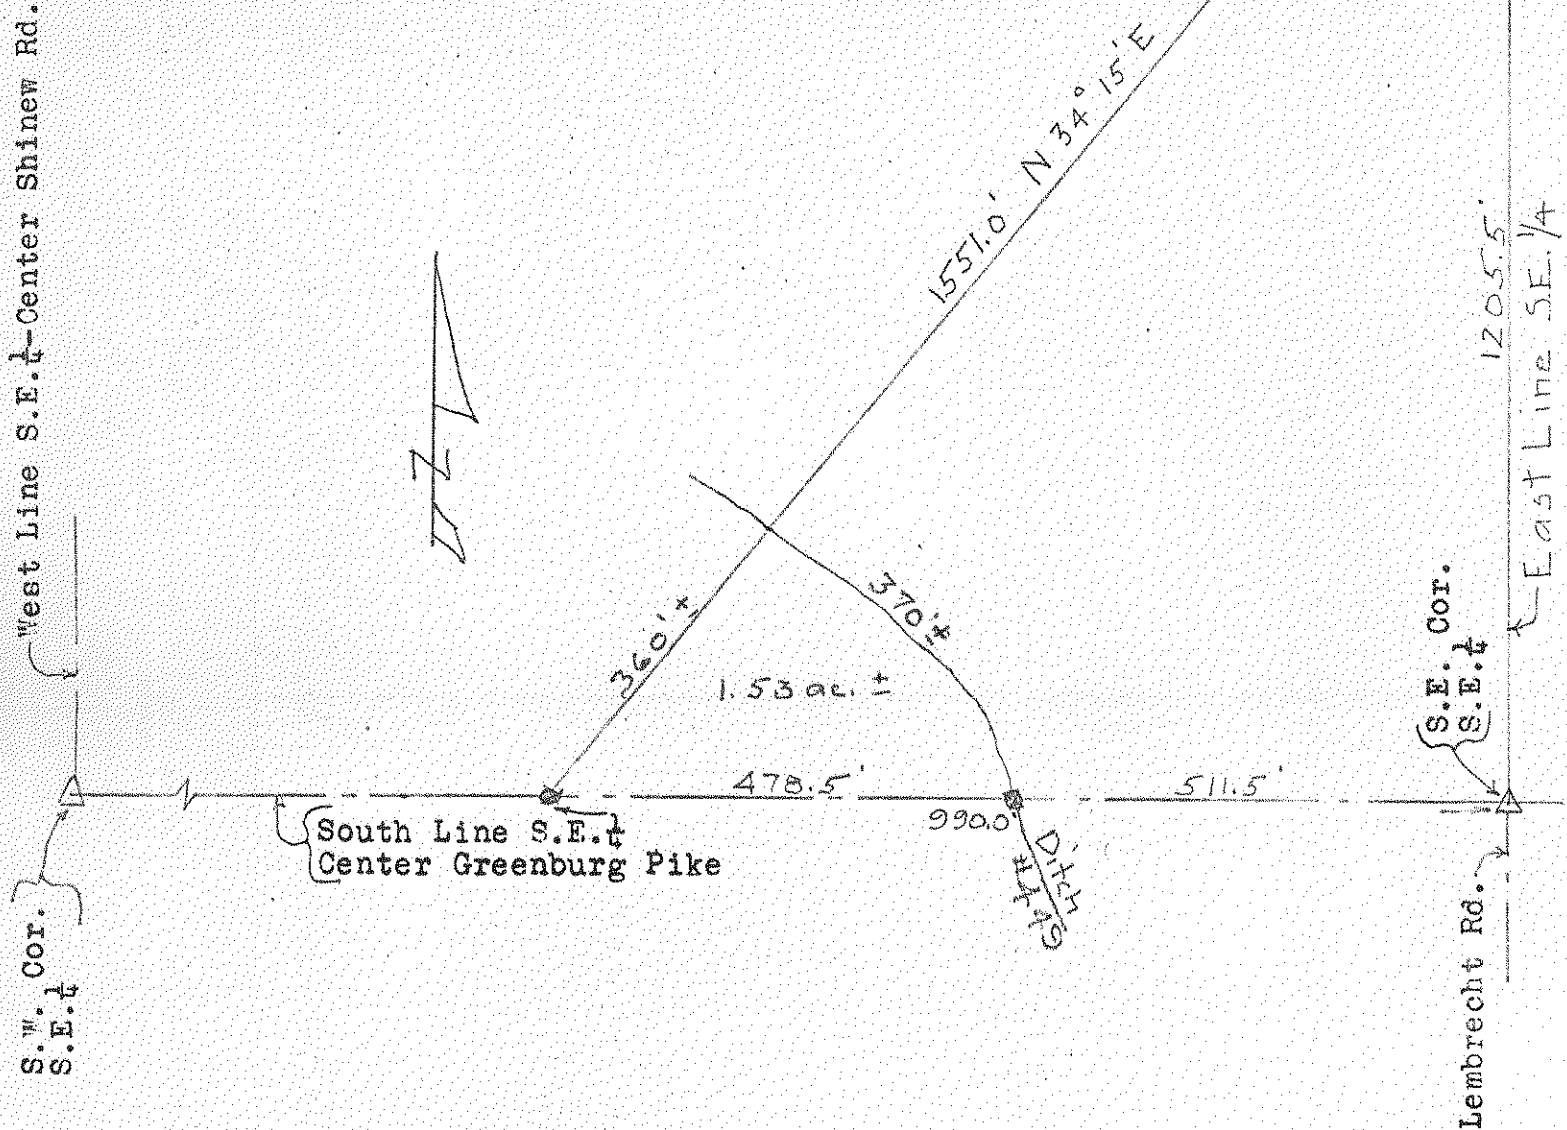 West Line S.E.¼-Center Shinew Rd.
N
1551.0' N 34° 15' E
1205.5'
East Line S.E.¼
360' ±
370' ±
1.53 ac. ±
S.E. Cor.
S.E.¼
478.5'
511.5'
990.0'
South Line S.E.¼
Center Greenburg Pike
Ditch
S.W. Cor.
S.E.¼
Lembrecht Rd.